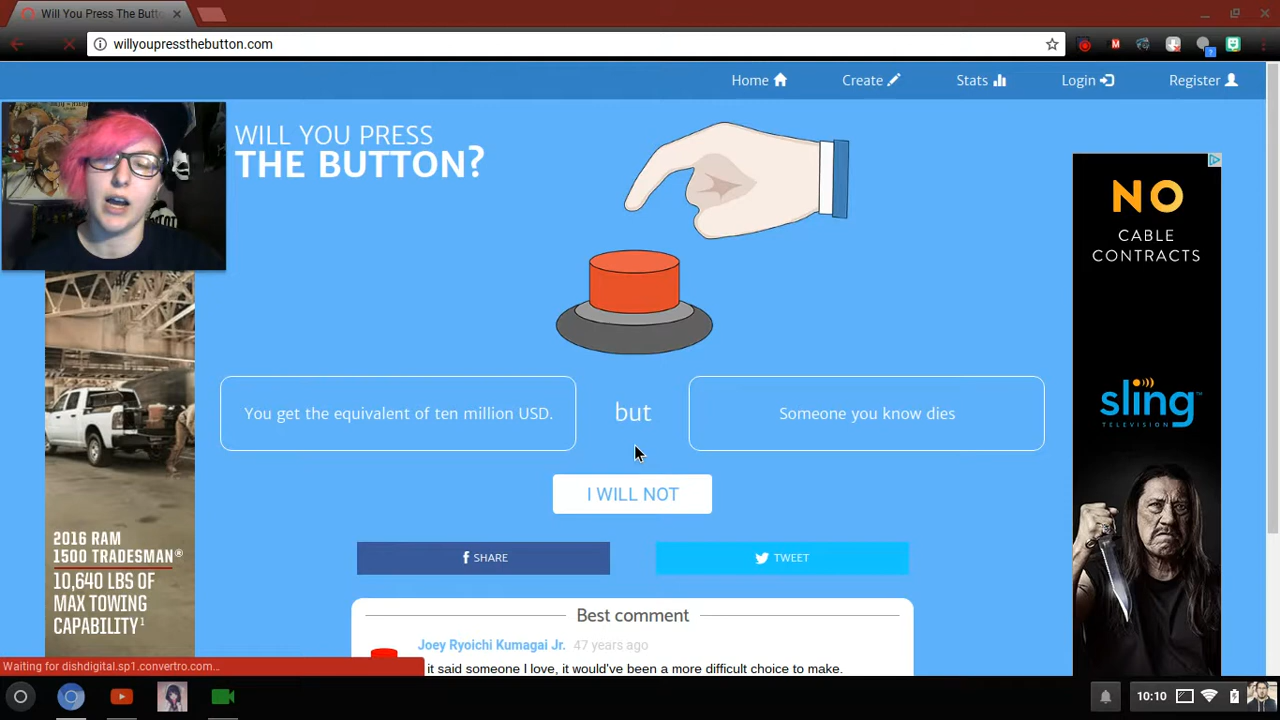 Will You Press The Butto
willyoupressthebutton.com
Home
Create
Stats
Login
Register
WILL YOU PRESS
THE BUTTON?
You get the equivalent of ten million USD.
but
Someone you know dies
I WILL NOT
SHARE
TWEET
Best comment
Joey Ryoichi Kumagai Jr. 47 years ago
it said someone I love, it would've been a more difficult choice to make.
2016 RAM
1500 TRADESMAN®
10,640 LBS OF
MAX TOWING
CAPABILITY¹
NO
CABLE
CONTRACTS
sling
TELEVISION
Waiting for dishdigital.sp1.convertro.com...
10:10